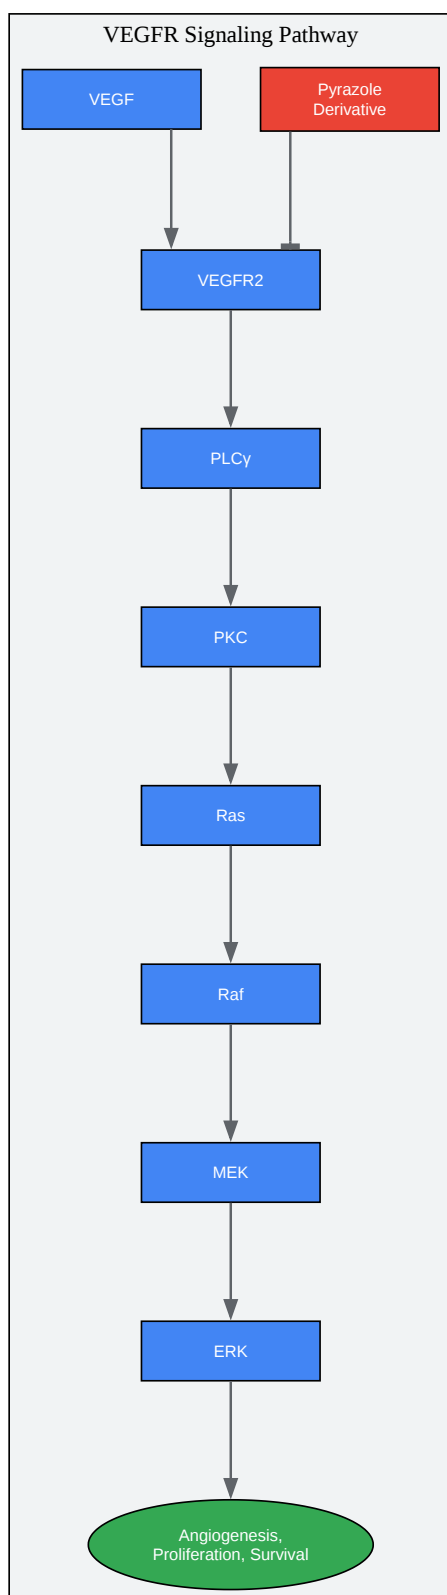 VEGFR Signaling Pathway
VEGF
Pyrazole
Derivative
VEGFR2
PLCγ
PKC
Ras
Raf
MEK
ERK
Angiogenesis,
Proliferation, Survival